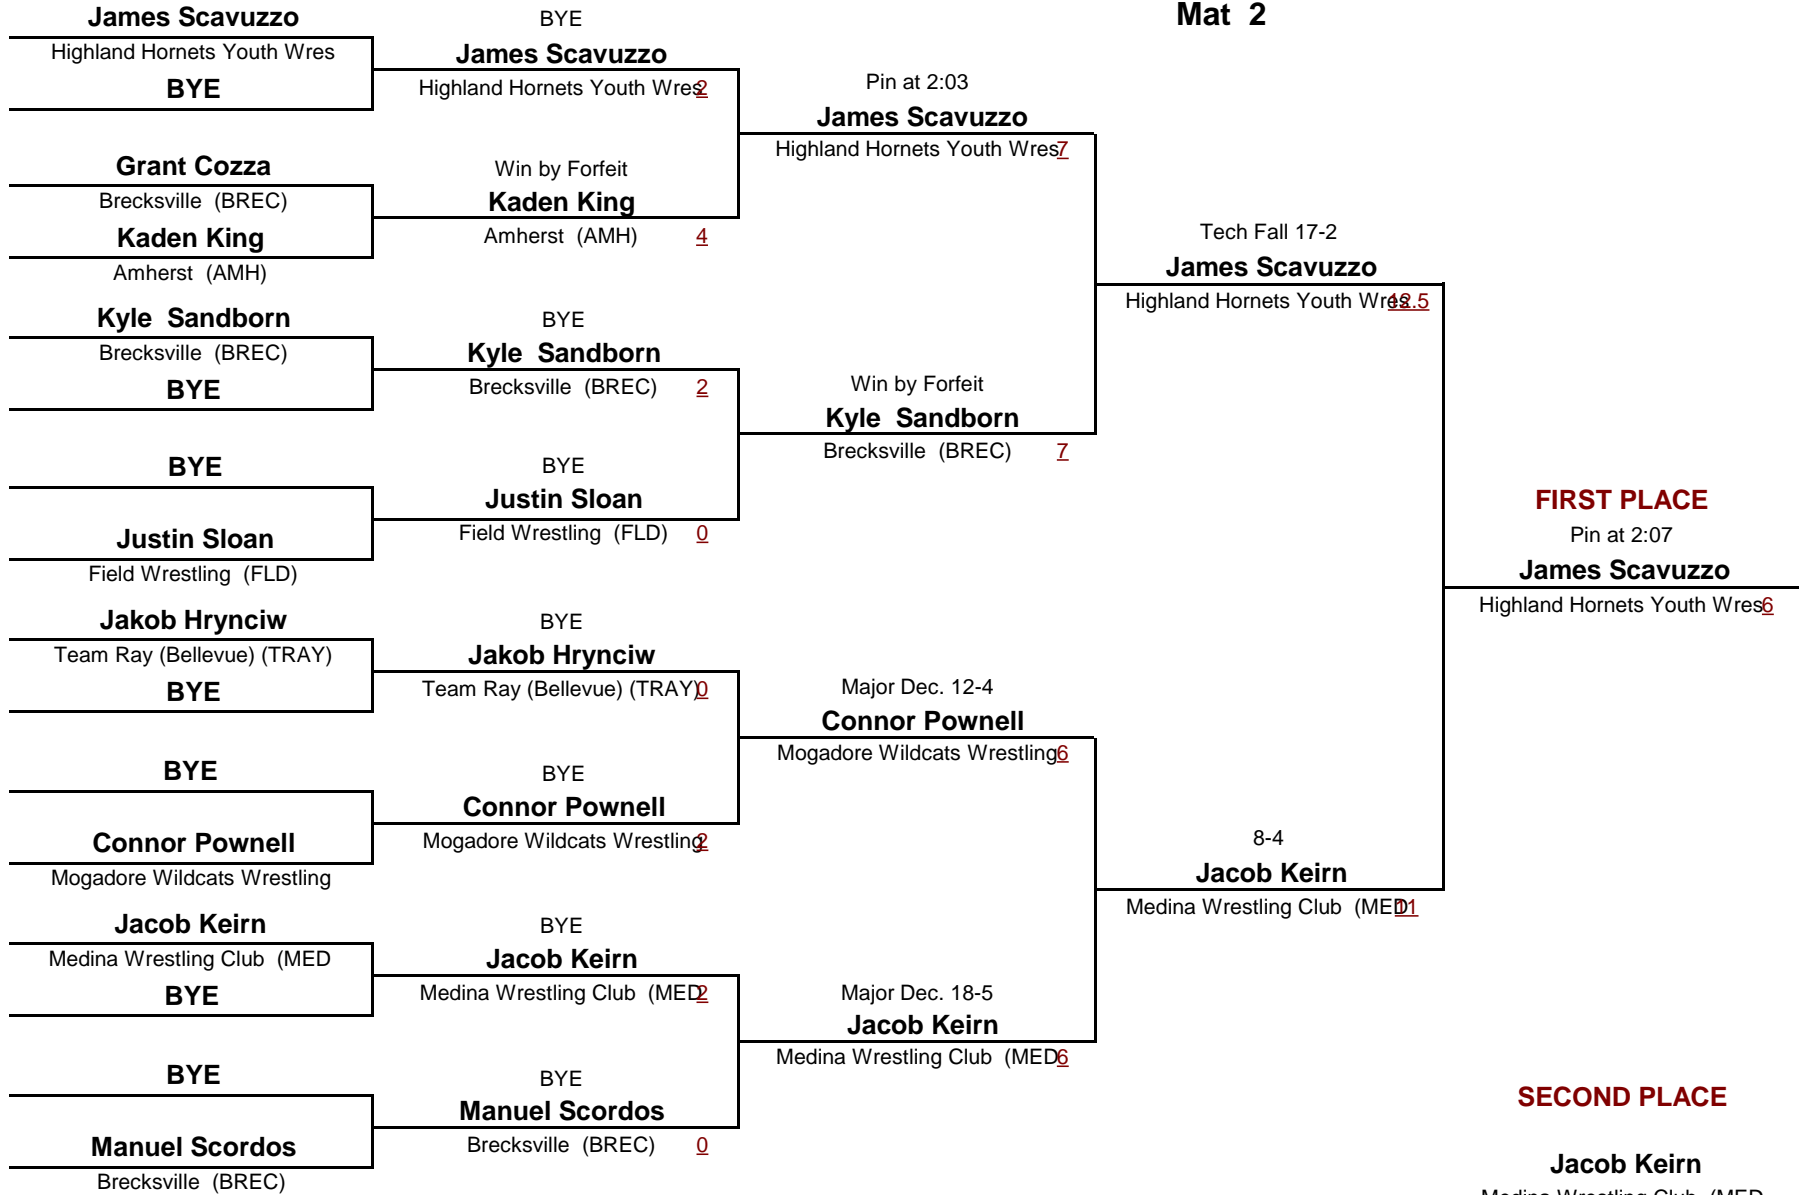 Mat 2
James Scavuzzo
Highland Hornets Youth Wres
BYE
Grant Cozza
Brecksville (BREC)
Kaden King
Amherst (AMH)
Kyle Sandborn
Brecksville (BREC)
BYE
BYE
Justin Sloan
Field Wrestling (FLD)
Jakob Hrynciw
Team Ray (Bellevue) (TRAY)
BYE
BYE
Connor Pownell
Mogadore Wildcats Wrestling
Jacob Keirn
Medina Wrestling Club (MED
BYE
BYE
Manuel Scordos
Brecksville (BREC)
BYE
James Scavuzzo
Highland Hornets Youth Wres 2
Win by Forfeit
Kaden King
Amherst (AMH) 4
BYE
Kyle Sandborn
Brecksville (BREC) 2
BYE
Justin Sloan
Field Wrestling (FLD) 0
BYE
Jakob Hrynciw
Team Ray (Bellevue) (TRAY) 0
BYE
Connor Pownell
Mogadore Wildcats Wrestling 2
BYE
Jacob Keirn
Medina Wrestling Club (MED 2
BYE
Manuel Scordos
Brecksville (BREC) 0
Pin at 2:03
James Scavuzzo
Highland Hornets Youth Wres 7
Win by Forfeit
Kyle Sandborn
Brecksville (BREC) 7
Major Dec. 12-4
Connor Pownell
Mogadore Wildcats Wrestling 6
Major Dec. 18-5
Jacob Keirn
Medina Wrestling Club (MED 6
Tech Fall 17-2
James Scavuzzo
Highland Hornets Youth Wres 12.5
8-4
Jacob Keirn
Medina Wrestling Club (MED 11
FIRST PLACE
Pin at 2:07
James Scavuzzo
Highland Hornets Youth Wres 6
SECOND PLACE
Jacob Keirn
Medina Wrestling Club (MED